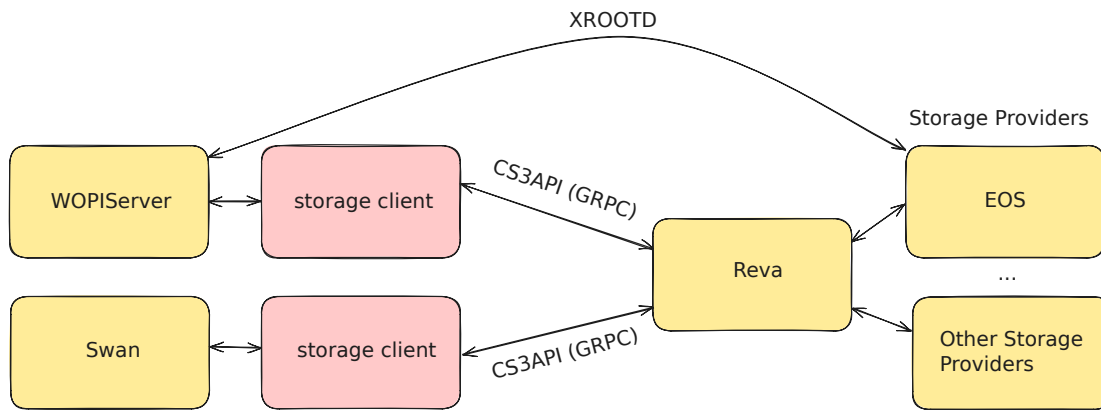 XROOTD
Storage Providers
WOPIServer
storage client
CS3API (GRPC)
EOS
Reva
...
Swan
storage client
CS3API (GRPC)
Other Storage
Providers